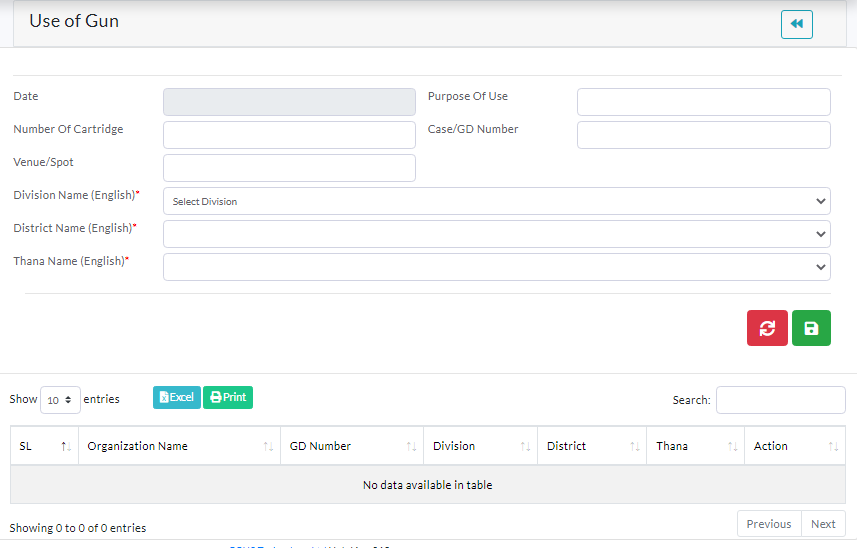 Use of Gun
Date
Purpose Of Use
Number Of Cartridge
Case/GD Number
Venue/Spot
Division Name (English)*
Select Division
District Name (English)*
Thana Name (English)*
Show 10 entries
Excel
Print
Search:
SL
Organization Name
GD Number
Division
District
Thana
Action
No data available in table
Showing 0 to 0 of 0 entries
Previous
Next